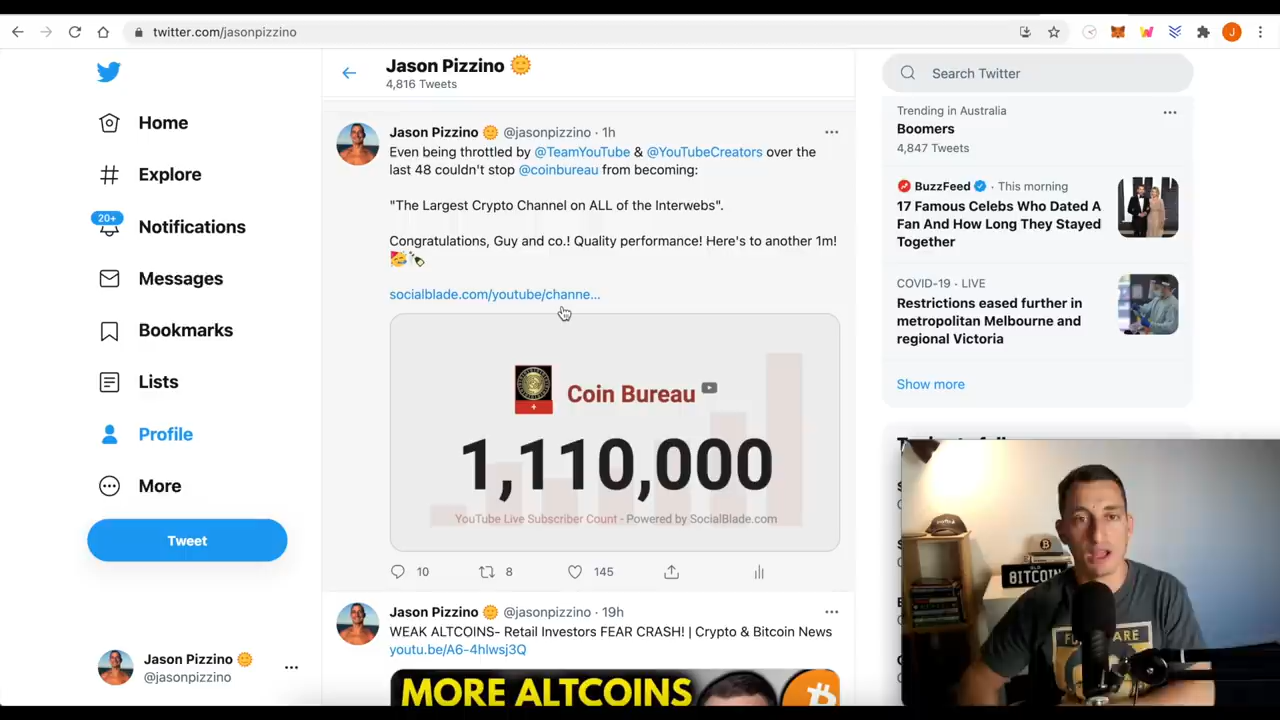 twitter.com/jasonpizzino
J
Jason Pizzino
4,816 Tweets
Search Twitter
Home
Explore
20+
Notifications
Messages
Bookmarks
Lists
Profile
More
Tweet
Jason Pizzino
@jasonpizzino
Jason Pizzino @jasonpizzino · 1h
Even being throttled by @TeamYouTube & @YouTubeCreators over the
last 48 couldn't stop @coinbureau from becoming:
"The Largest Crypto Channel on ALL of the Interwebs".
Congratulations, Guy and co.! Quality performance! Here's to another 1m!
socialblade.com/youtube/channe...
Coin Bureau
1,110,000
YouTube Live Subscriber Count - Powered by SocialBlade.com
10
8
145
Jason Pizzino @jasonpizzino · 19h
WEAK ALTCOINS- Retail Investors FEAR CRASH! | Crypto & Bitcoin News
youtu.be/A6-4hlwsj3Q
MORE ALTCOINS
Trending in Australia
Boomers
4,847 Tweets
BuzzFeed · This morning
17 Famous Celebs Who Dated A
Fan And How Long They Stayed
Together
COVID-19 · LIVE
Restrictions eased further in
metropolitan Melbourne and
regional Victoria
Show more
BITCOIN